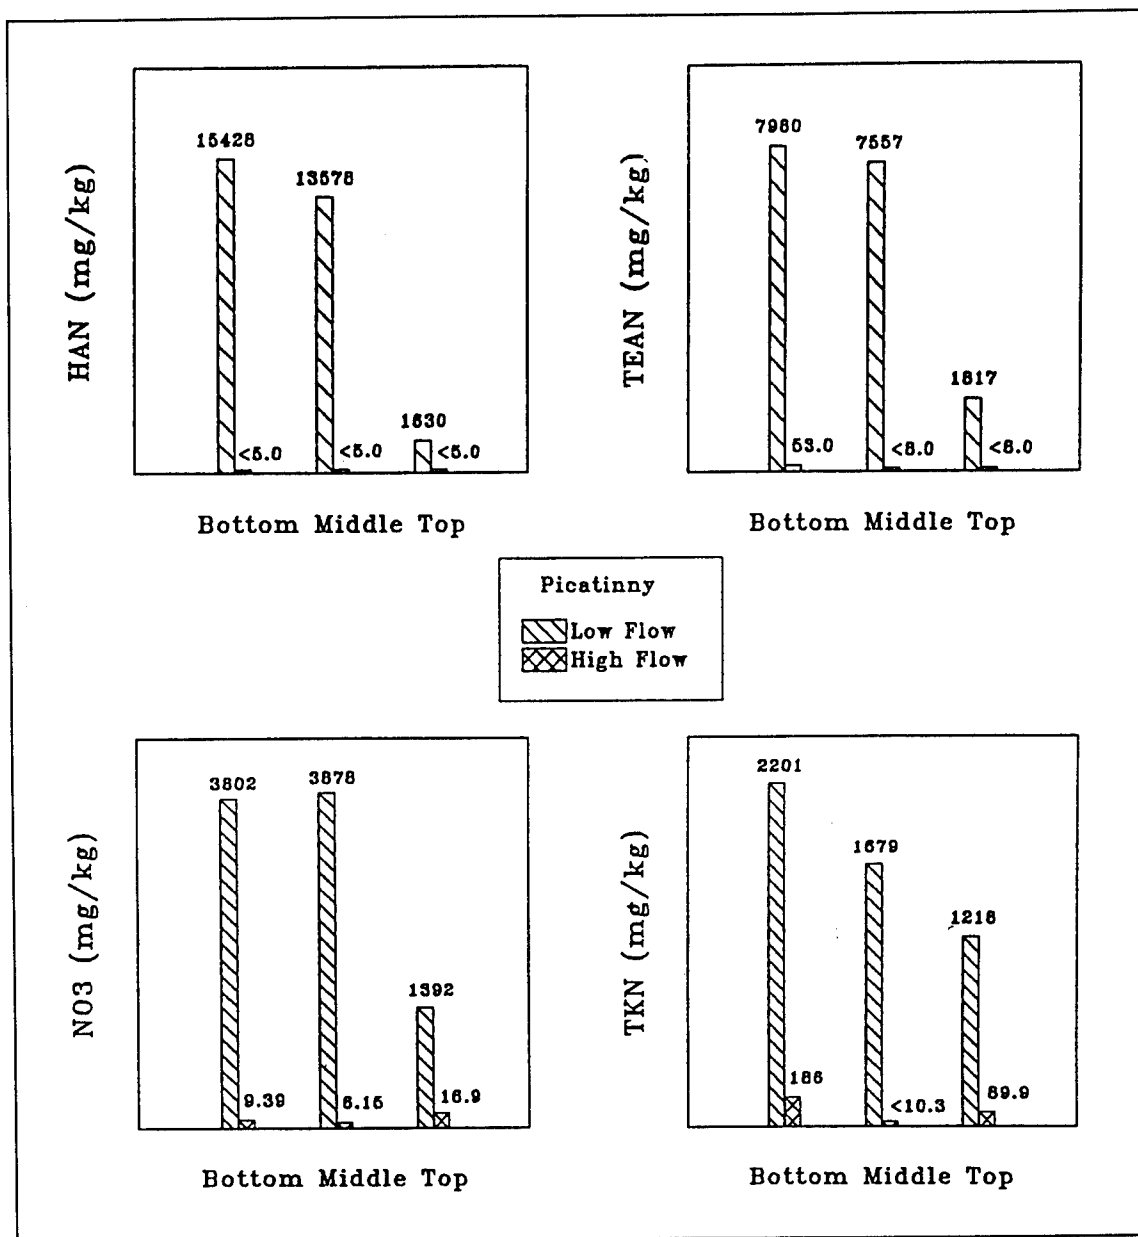 15428
13578
1630
<5.0
<5.0
<5.0
HAN (mg/kg)
Bottom Middle Top
7960
7557
1817
53.0
<8.0
<8.0
TEAN (mg/kg)
Bottom Middle Top
Picatinny
Low Flow
High Flow
3802
3878
1392
9.39
6.15
16.9
NO3 (mg/kg)
Bottom Middle Top
2201
1679
1218
186
<10.3
89.9
TKN (mg/kg)
Bottom Middle Top